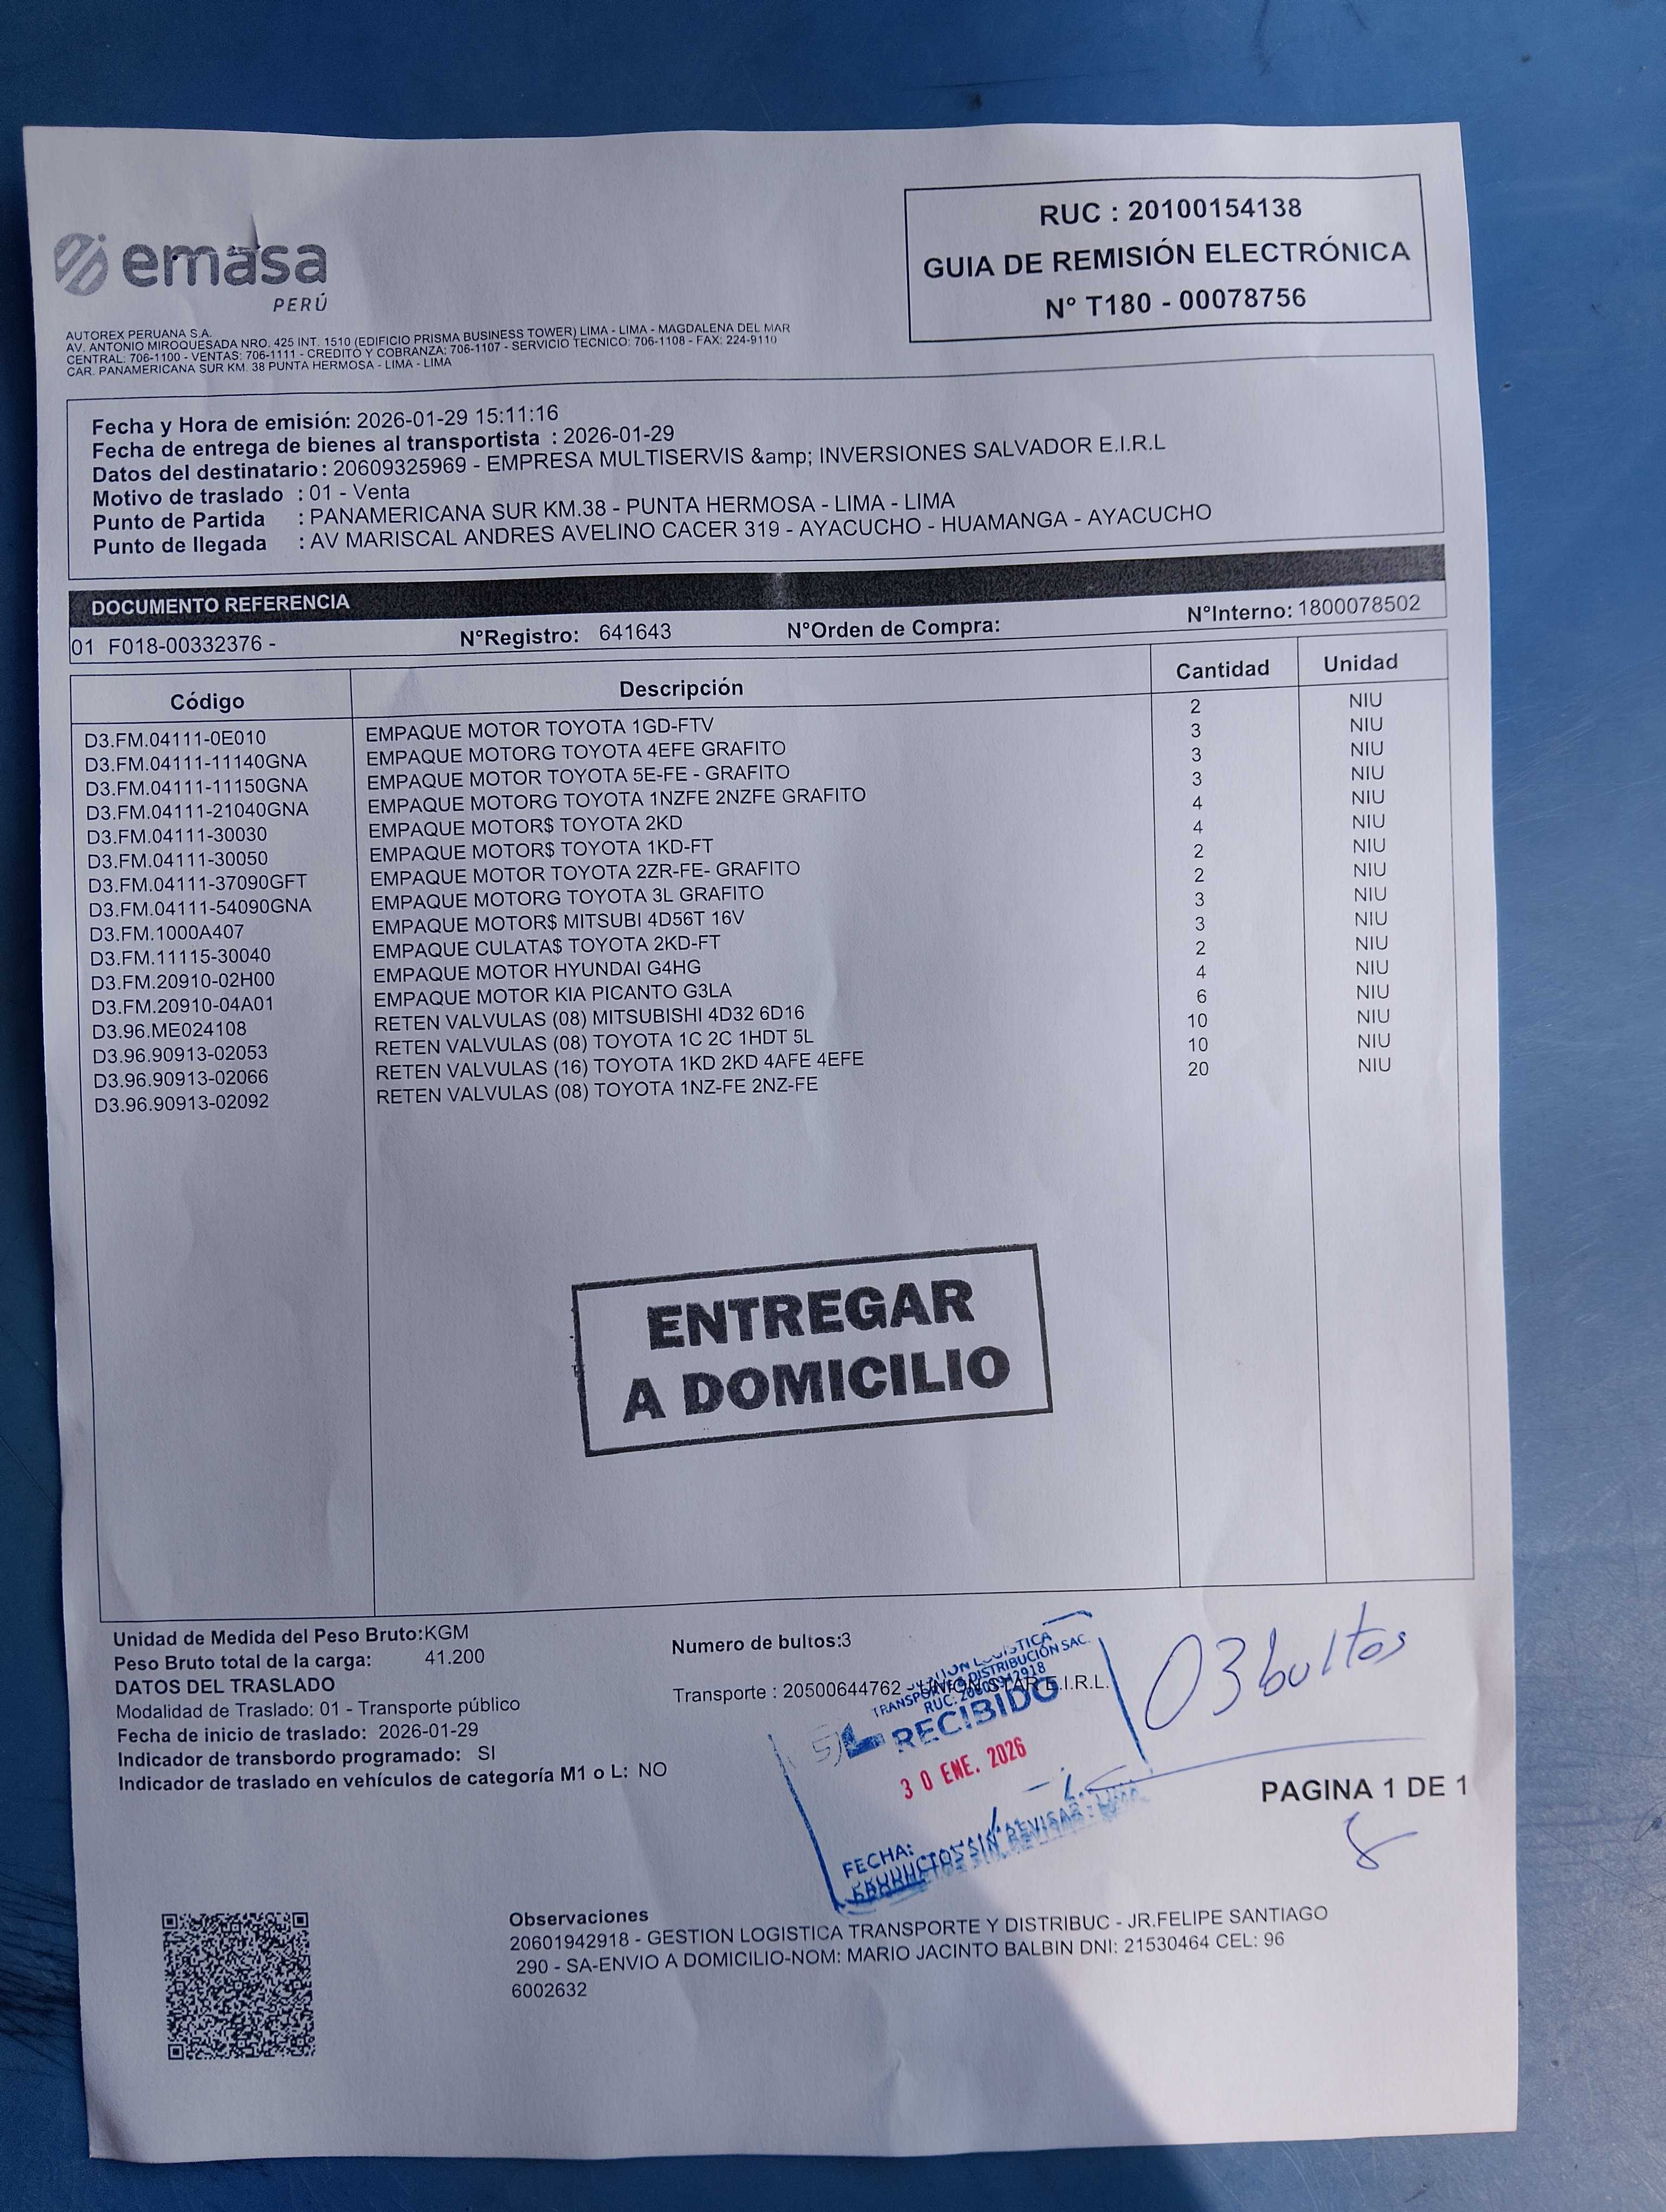 emasa
PERÚ
RUC : 20100154138
GUIA DE REMISIÓN ELECTRÓNICA
N° T180 - 00078756
AUTOREX PERUANA S.A.
AV. ANTONIO MIROQUESADA NRO. 425 INT. 1510 (EDIFICIO PRISMA BUSINESS TOWER) LIMA - LIMA - MAGDALENA DEL MAR
CENTRAL: 706-1100 - VENTAS: 706-1111 - CREDITO Y COBRANZA: 706-1107 - SERVICIO TECNICO: 706-1108 - FAX: 224-9110
CAR. PANAMERICANA SUR KM. 38 PUNTA HERMOSA - LIMA - LIMA
Fecha y Hora de emisión: 2026-01-29 15:11:16
Fecha de entrega de bienes al transportista : 2026-01-29
Datos del destinatario: 20609325969 - EMPRESA MULTISERVIS &amp; INVERSIONES SALVADOR E.I.R.L
Motivo de traslado : 01 - Venta
Punto de Partida : PANAMERICANA SUR KM.38 - PUNTA HERMOSA - LIMA - LIMA
Punto de llegada : AV MARISCAL ANDRES AVELINO CACER 319 - AYACUCHO - HUAMANGA - AYACUCHO
DOCUMENTO REFERENCIA
01 F018-00332376 - N°Registro: 641643 N°Orden de Compra: N°Interno: 1800078502
Código Descripción Cantidad Unidad
D3.FM.04111-0E010 EMPAQUE MOTOR TOYOTA 1GD-FTV 2 NIU
D3.FM.04111-11140GNA EMPAQUE MOTORG TOYOTA 4EFE GRAFITO 3 NIU
D3.FM.04111-11150GNA EMPAQUE MOTOR TOYOTA 5E-FE - GRAFITO 3 NIU
D3.FM.04111-21040GNA EMPAQUE MOTORG TOYOTA 1NZFE 2NZFE GRAFITO 3 NIU
D3.FM.04111-30030 EMPAQUE MOTOR$ TOYOTA 2KD 4 NIU
D3.FM.04111-30050 EMPAQUE MOTOR$ TOYOTA 1KD-FT 4 NIU
D3.FM.04111-37090GFT EMPAQUE MOTOR TOYOTA 2ZR-FE- GRAFITO 2 NIU
D3.FM.04111-54090GNA EMPAQUE MOTORG TOYOTA 3L GRAFITO 2 NIU
D3.FM.1000A407 EMPAQUE MOTOR$ MITSUBI 4D56T 16V 3 NIU
D3.FM.11115-30040 EMPAQUE CULATA$ TOYOTA 2KD-FT 3 NIU
D3.FM.20910-02H00 EMPAQUE MOTOR HYUNDAI G4HG 2 NIU
D3.FM.20910-04A01 EMPAQUE MOTOR KIA PICANTO G3LA 4 NIU
D3.96.ME024108 RETEN VALVULAS (08) MITSUBISHI 4D32 6D16 6 NIU
D3.96.90913-02053 RETEN VALVULAS (08) TOYOTA 1C 2C 1HDT 5L 10 NIU
D3.96.90913-02066 RETEN VALVULAS (16) TOYOTA 1KD 2KD 4AFE 4EFE 10 NIU
D3.96.90913-02092 RETEN VALVULAS (08) TOYOTA 1NZ-FE 2NZ-FE 20 NIU
ENTREGAR
A DOMICILIO
Unidad de Medida del Peso Bruto:KGM
Peso Bruto total de la carga: 41.200
DATOS DEL TRASLADO
Modalidad de Traslado: 01 - Transporte público
Fecha de inicio de traslado: 2026-01-29
Indicador de transbordo programado: SI
Indicador de traslado en vehículos de categoría M1 o L: NO
Numero de bultos:3
Transporte : 20500644762 - UNION STAR E.I.R.L.
TRANSPORTE & DISTRIBUCIÓN SAC.
RUC: 20601942918
RECIBIDO
30 ENE. 2026
FECHA:
PRODUCTOS SIN REVISAR - LIMA
03 bultos
PAGINA 1 DE 1
Observaciones
20601942918 - GESTION LOGISTICA TRANSPORTE Y DISTRIBUC - JR.FELIPE SANTIAGO
290 - SA-ENVIO A DOMICILIO-NOM: MARIO JACINTO BALBIN DNI: 21530464 CEL: 96
6002632